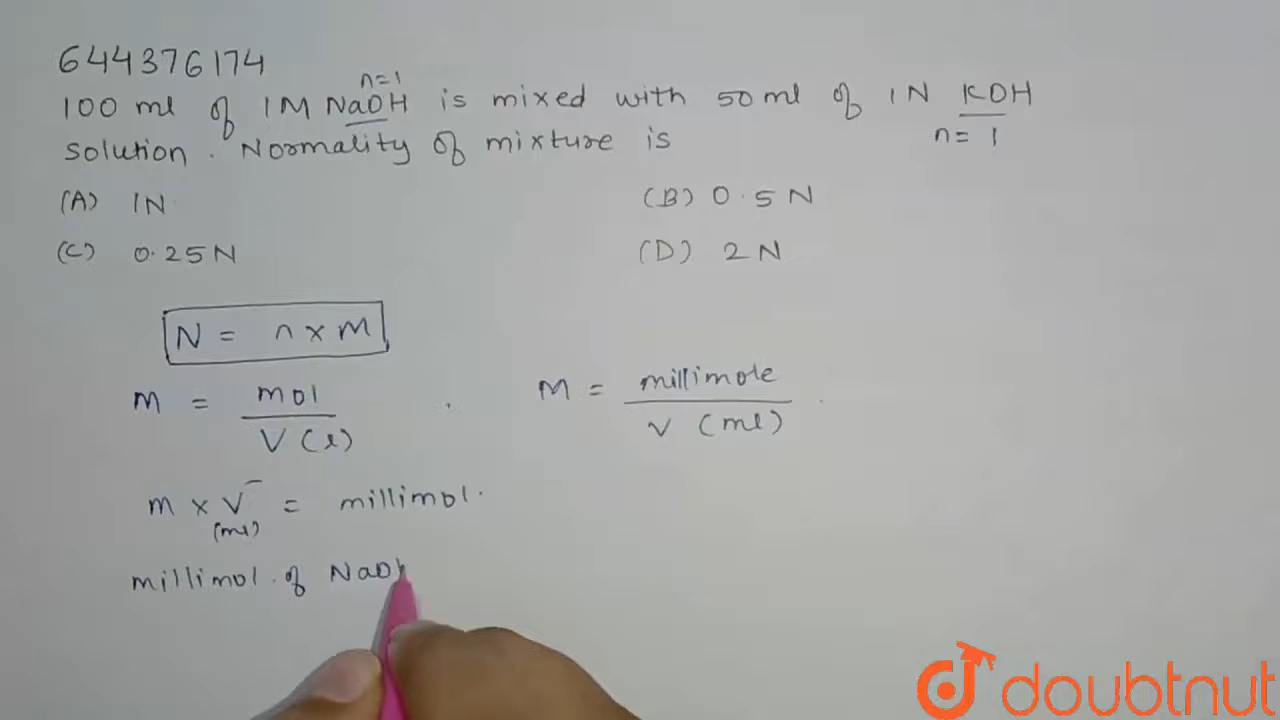 644376174
n=1
100 ml of 1M NaOH is mixed with 50 ml of 1N KOH
n= 1
solution. Normality of mixture is
(A) 1N
(B) 0.5 N
(C) 0.25N
(D) 2N
N = n×M
M = mol / V(l)
M = millimole / V (ml)
M × V (ml) = millimol.
millimol. of NaOH
doubtnut